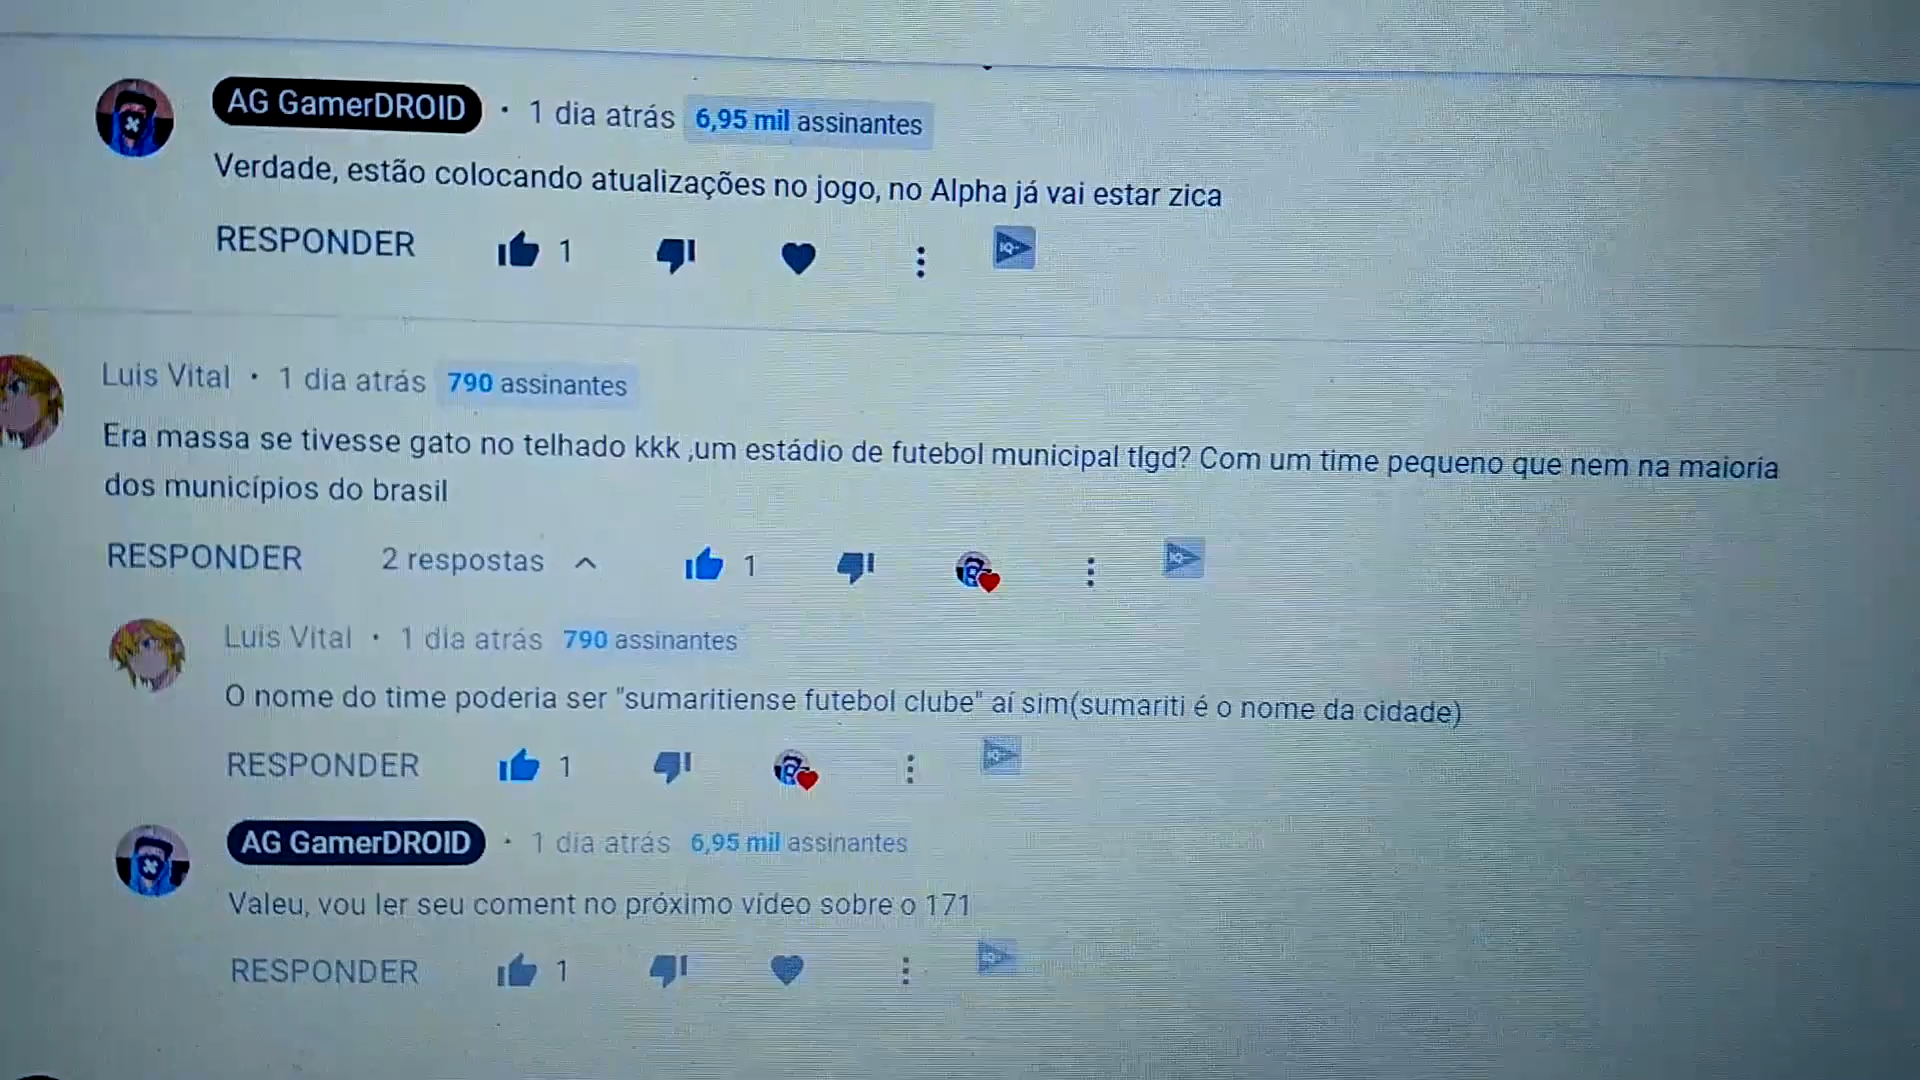 AG GamerDROID · 1 dia atrás 6,95 mil assinantes
Verdade, estão colocando atualizações no jogo, no Alpha já vai estar zica
RESPONDER 1
Luis Vital · 1 dia atrás 790 assinantes
Era massa se tivesse gato no telhado kkk ,um estádio de futebol municipal tlgd? Com um time pequeno que nem na maioria
dos municípios do brasil
RESPONDER 2 respostas 1
Luis Vital · 1 dia atrás 790 assinantes
O nome do time poderia ser "sumaritiense futebol clube" aí sim(sumariti é o nome da cidade)
RESPONDER 1
AG GamerDROID · 1 dia atrás 6,95 mil assinantes
Valeu, vou ler seu coment no próximo vídeo sobre o 171
RESPONDER 1